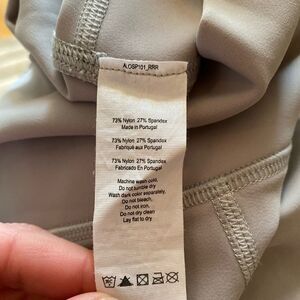 A.OSP101_RRR
73% Nylon 27% Spandex
Made in Portugal
73% Nylon 27% Spandex
Fabriqué aux Portugal
73% Nylon 27% Spandex
Fabricado En Portugal
Machine wash cold,
Do not tumble dry
Wash dark color separately,
Do not bleach,
Do not iron,
Do not dry clean
Lay flat to dry